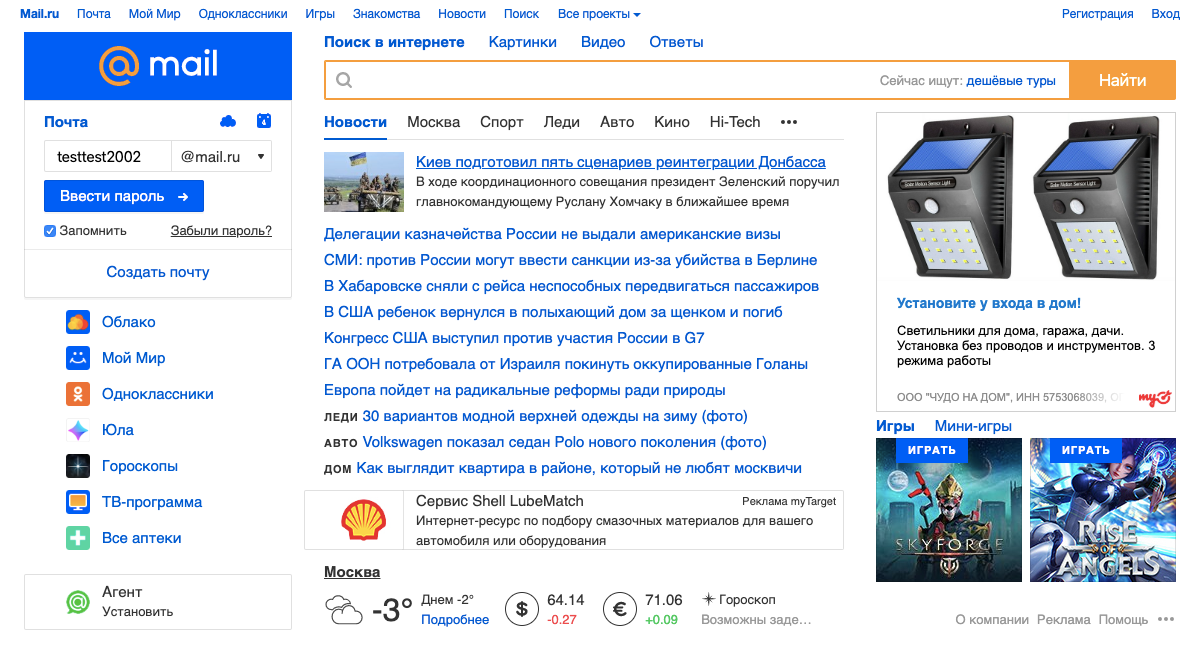 Mail.ru Почта Мой Мир Одноклассники Игры Знакомства Новости Поиск Все проекты Регистрация Вход
@mail
Почта
testtest2002 @mail.ru
Ввести пароль →
Запомнить Забыли пароль?
Создать почту
Облако
Мой Мир
Одноклассники
Юла
Гороскопы
ТВ-программа
Все аптеки
Агент
Установить
Поиск в интернете Картинки Видео Ответы
Сейчас ищут: дешёвые туры Найти
Новости Москва Спорт Леди Авто Кино Hi-Tech •••
Киев подготовил пять сценариев реинтеграции Донбасса
В ходе координационного совещания президент Зеленский поручил
главнокомандующему Руслану Хомчаку в ближайшее время
Делегации казначейства России не выдали американские визы
СМИ: против России могут ввести санкции из-за убийства в Берлине
В Хабаровске сняли с рейса неспособных передвигаться пассажиров
В США ребенок вернулся в полыхающий дом за щенком и погиб
Конгресс США выступил против участия России в G7
ГА ООН потребовала от Израиля покинуть оккупированные Голаны
Европа пойдет на радикальные реформы ради природы
ЛЕДИ 30 вариантов модной верхней одежды на зиму (фото)
АВТО Volkswagen показал седан Polo нового поколения (фото)
ДОМ Как выглядит квартира в районе, который не любят москвичи
Сервис Shell LubeMatch Реклама myTarget
Интернет-ресурс по подбору смазочных материалов для вашего
автомобиля или оборудования
Москва
-3° Днем -2° $ 64.14 € 71.06 Гороскоп
Подробнее -0.27 +0.09 Возможны заде...
Solar Motion Sensor Light Solar Motion Sensor Light
Установите у входа в дом!
Светильники для дома, гаража, дачи.
Установка без проводов и инструментов. 3
режима работы
ООО "ЧУДО НА ДОМ", ИНН 5753068039,
Игры Мини-игры
ИГРАТЬ ИГРАТЬ
SKYFORGE
RISE
OF
ANGELS
О компании Реклама Помощь •••